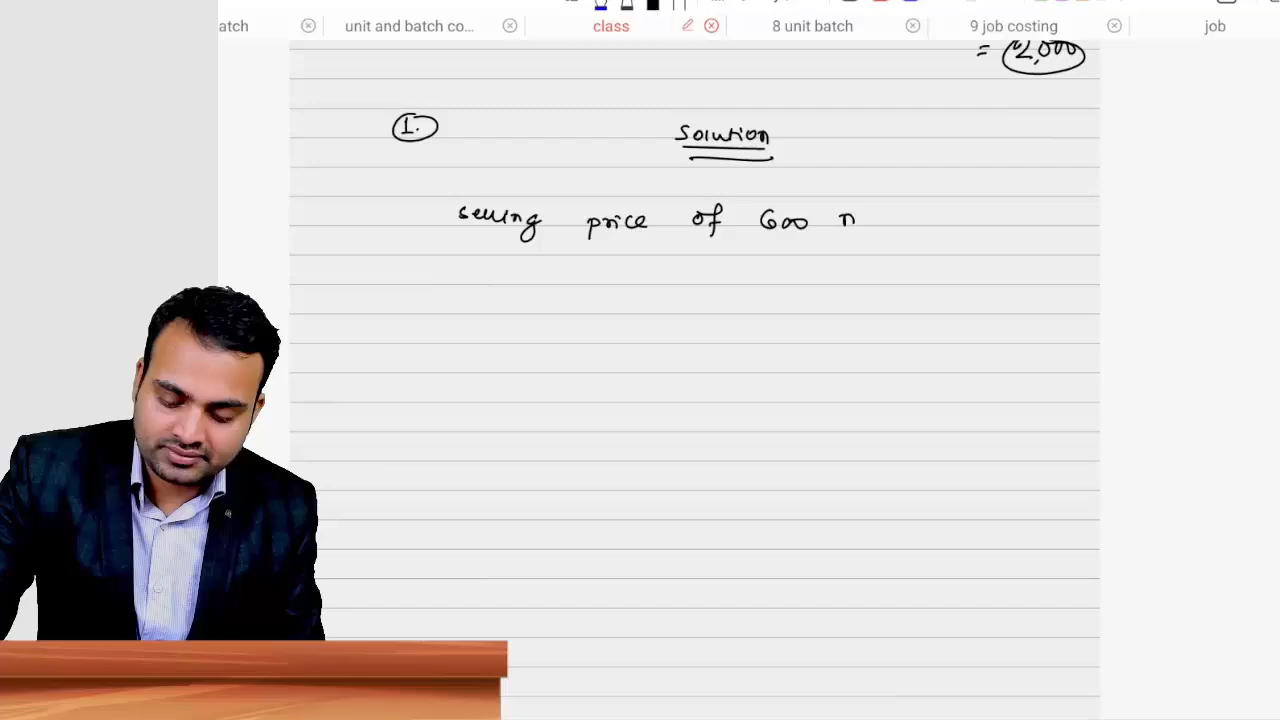 atch
unit and batch co...
class
8 unit batch
9 job costing
job
= 2,000
1.
Solution
selling price of 600 n